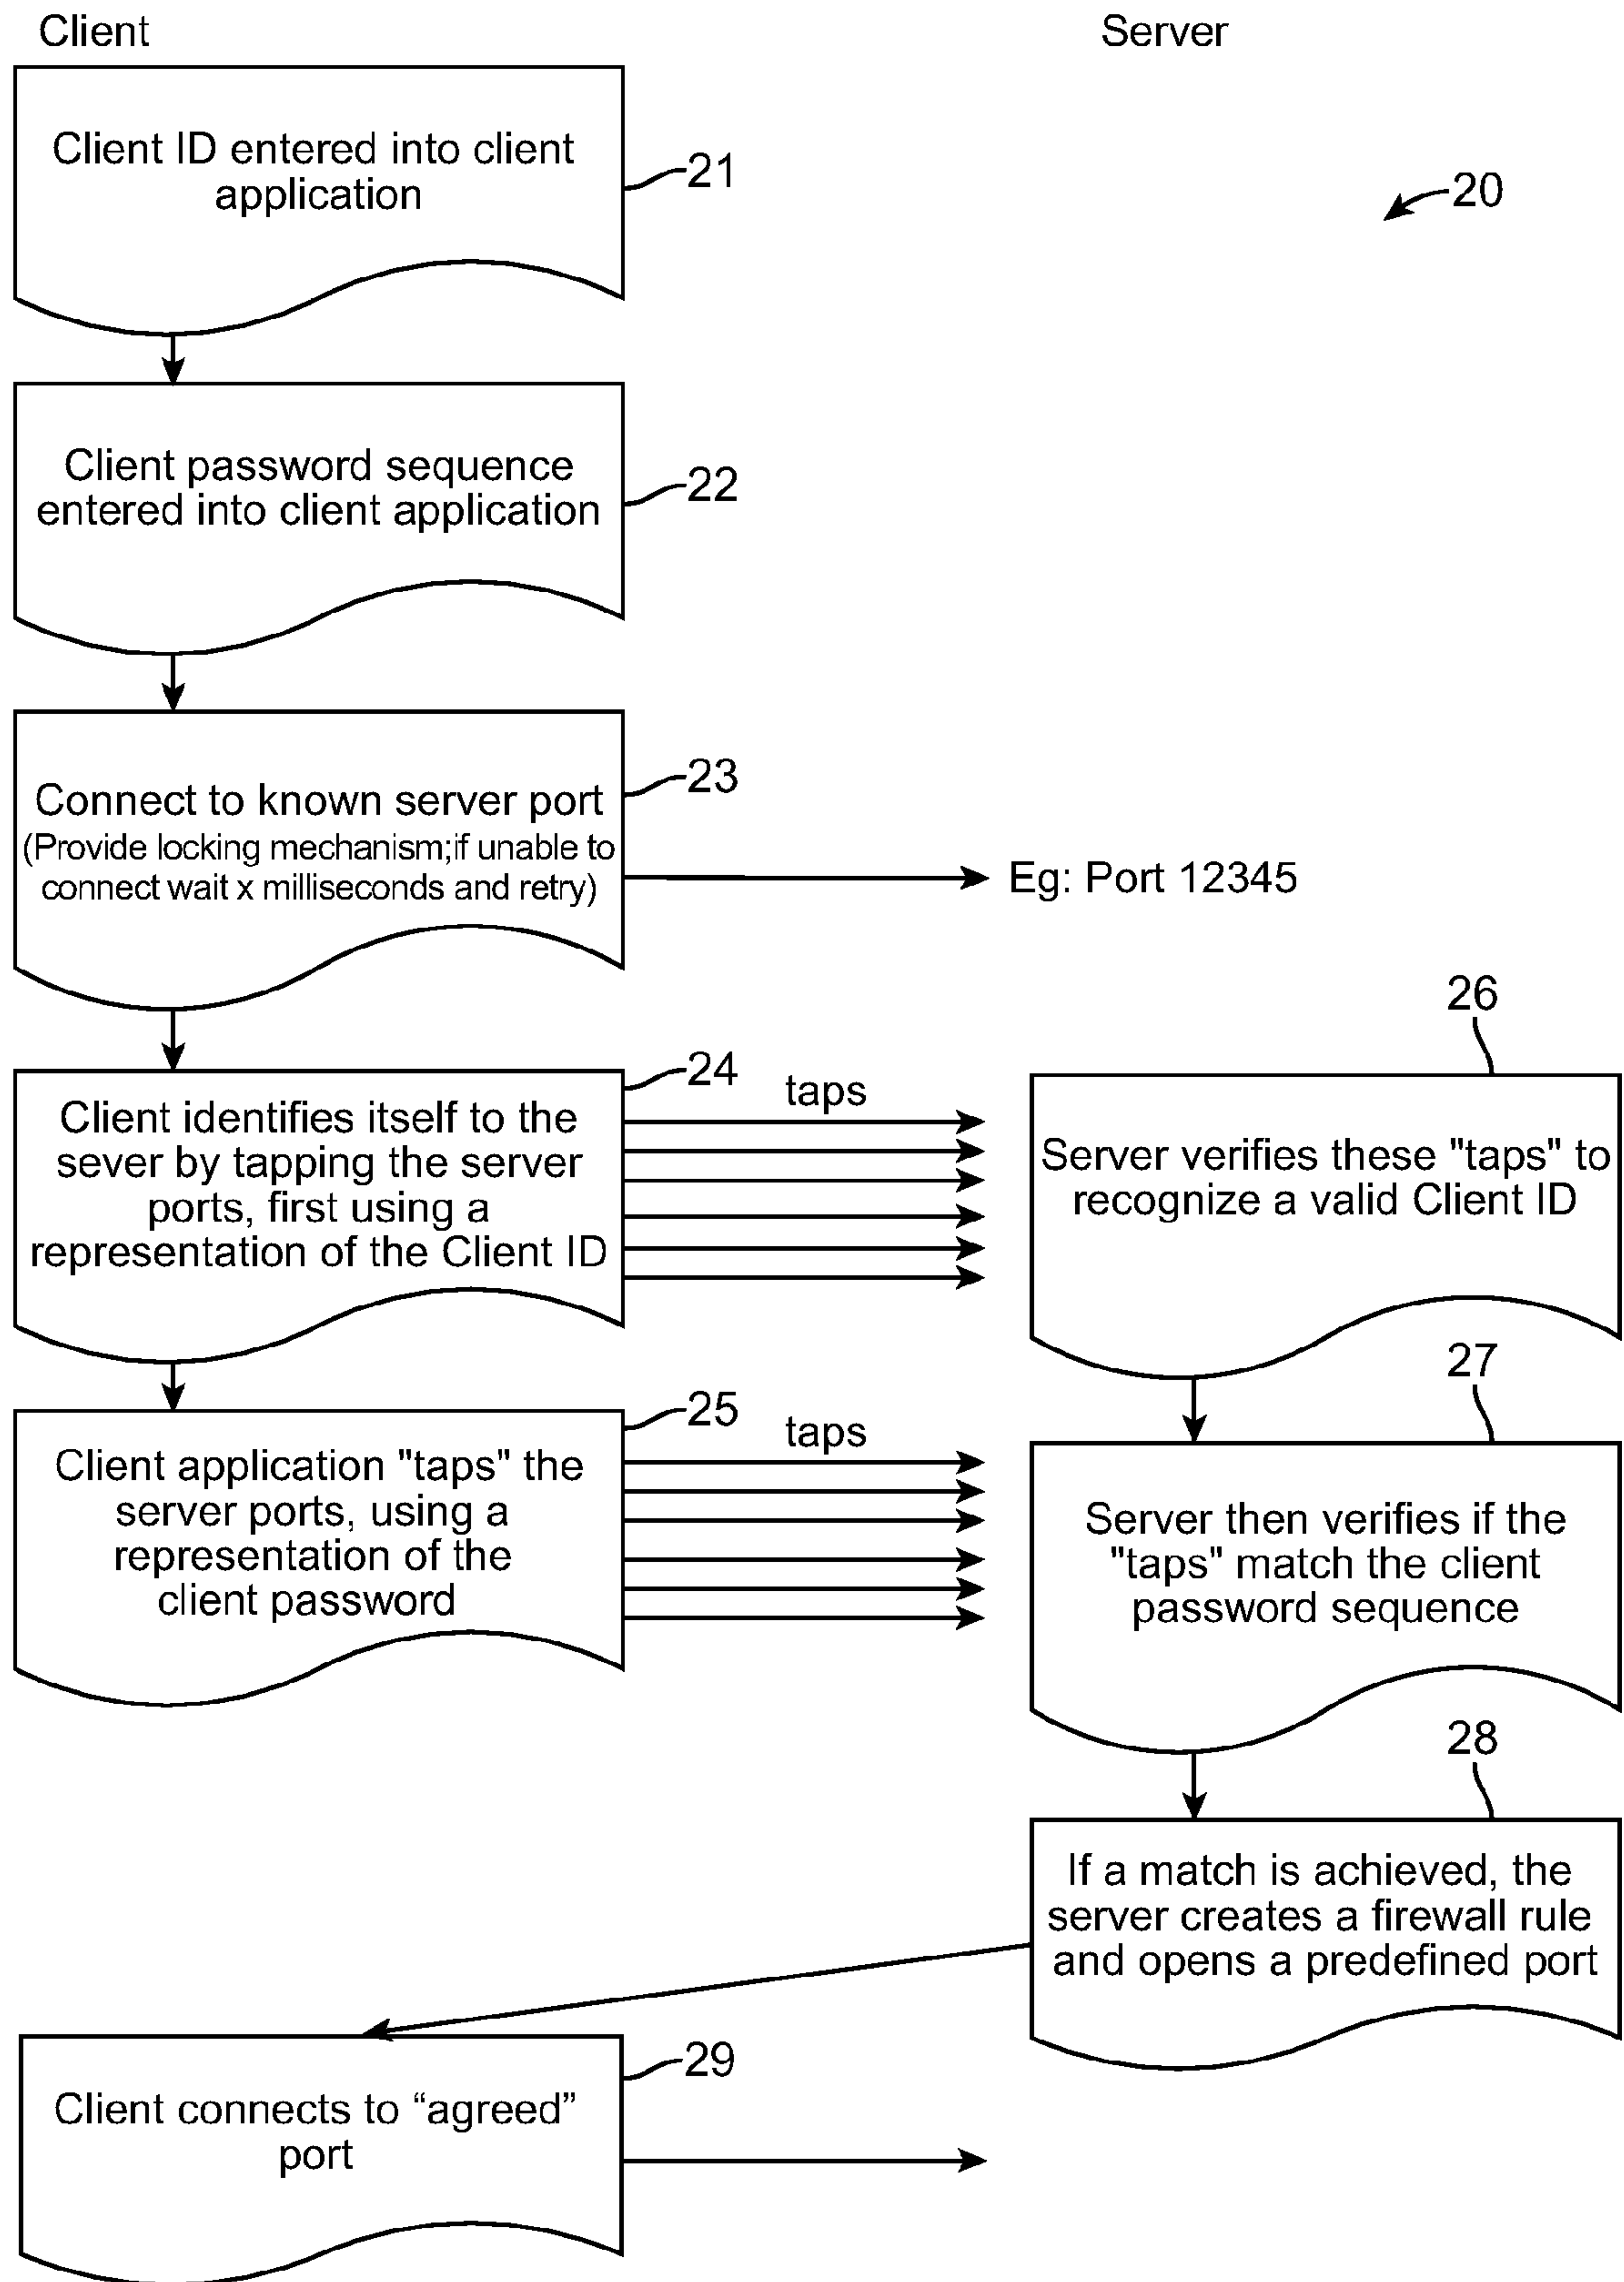 Client
Server
Client ID entered into client
application
21
20
Client password sequence
entered into client application
22
Connect to known server port
(Provide locking mechanism;if unable to
connect wait x milliseconds and retry)
23
Eg: Port 12345
Client identifies itself to the
sever by tapping the server
ports, first using a
representation of the Client ID
24
taps
26
Server verifies these "taps" to
recognize a valid Client ID
Client application "taps" the
server ports, using a
representation of the
client password
25
taps
27
Server then verifies if the
"taps" match the client
password sequence
28
If a match is achieved, the
server creates a firewall rule
and opens a predefined port
Client connects to “agreed”
port
29